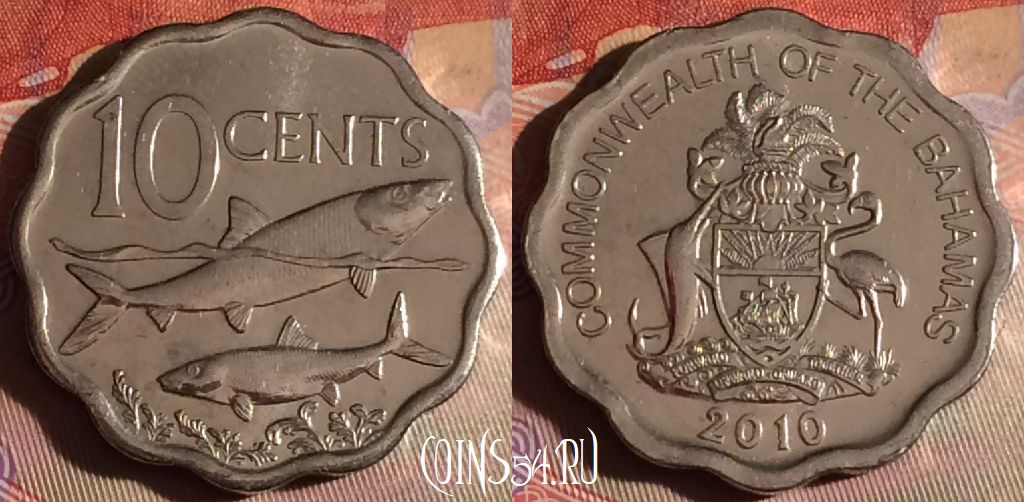 10 CENTS
COMMONWEALTH OF THE BAHAMAS
2010
COINS54.RU